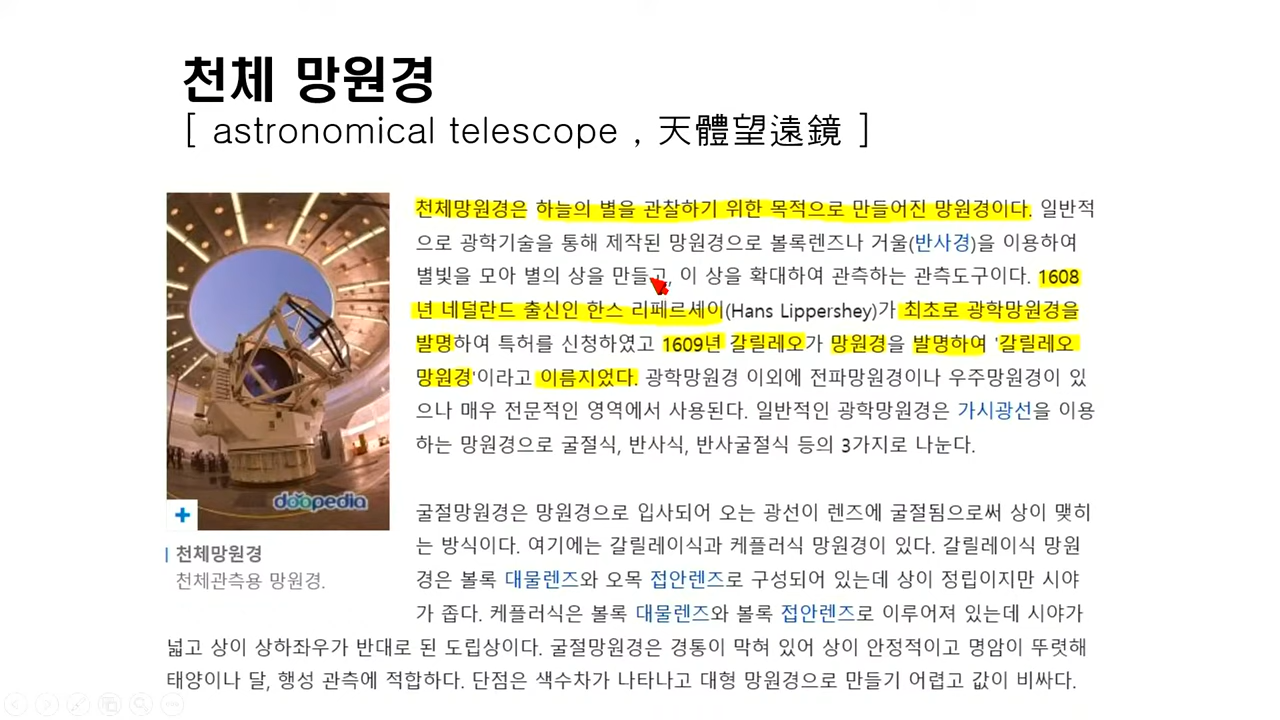 천체 망원경
[ astronomical telescope , 天體望遠鏡 ]
천체망원경은 하늘의 별을 관찰하기 위한 목적으로 만들어진 망원경이다. 일반적
으로 광학기술을 통해 제작된 망원경으로 볼록렌즈나 거울(반사경)을 이용하여
별빛을 모아 별의 상을 만들고, 이 상을 확대하여 관측하는 관측도구이다. 1608
년 네덜란드 출신인 한스 리페르셰이(Hans Lippershey)가 최초로 광학망원경을
발명하여 특허를 신청하였고 1609년 갈릴레오가 망원경을 발명하여 '갈릴레오
망원경'이라고 이름지었다. 광학망원경 이외에 전파망원경이나 우주망원경이 있
으나 매우 전문적인 영역에서 사용된다. 일반적인 광학망원경은 가시광선을 이용
하는 망원경으로 굴절식, 반사식, 반사굴절식 등의 3가지로 나눈다.
doopedia
천체망원경
천체관측용 망원경.
굴절망원경은 망원경으로 입사되어 오는 광선이 렌즈에 굴절됨으로써 상이 맺히
는 방식이다. 여기에는 갈릴레이식과 케플러식 망원경이 있다. 갈릴레이식 망원
경은 볼록 대물렌즈와 오목 접안렌즈로 구성되어 있는데 상이 정립이지만 시야
가 좁다. 케플러식은 볼록 대물렌즈와 볼록 접안렌즈로 이루어져 있는데 시야가
넓고 상이 상하좌우가 반대로 된 도립상이다. 굴절망원경은 경통이 막혀 있어 상이 안정적이고 명암이 뚜렷해
태양이나 달, 행성 관측에 적합하다. 단점은 색수차가 나타나고 대형 망원경으로 만들기 어렵고 값이 비싸다.